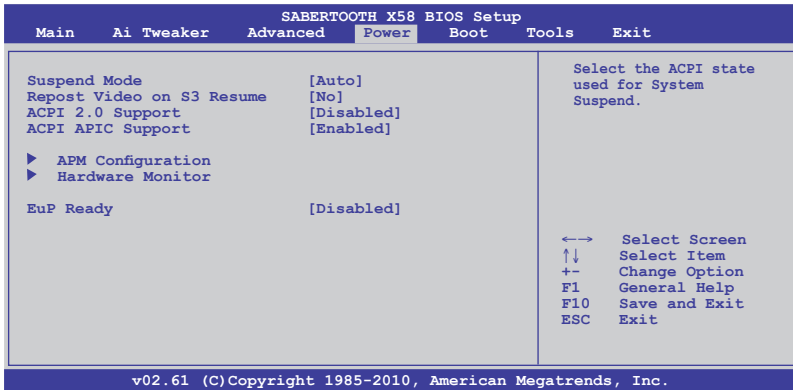 SABERTOOTH X58 BIOS Setup
Main Ai Tweaker Advanced Power Boot Tools Exit
Suspend Mode [Auto]
Repost Video on S3 Resume [No]
ACPI 2.0 Support [Disabled]
ACPI APIC Support [Enabled]
APM Configuration
Hardware Monitor
EuP Ready [Disabled]
Select the ACPI state
used for System
Suspend.
←→ Select Screen
↑↓ Select Item
+- Change Option
F1 General Help
F10 Save and Exit
ESC Exit
v02.61 (C)Copyright 1985-2010, American Megatrends, Inc.